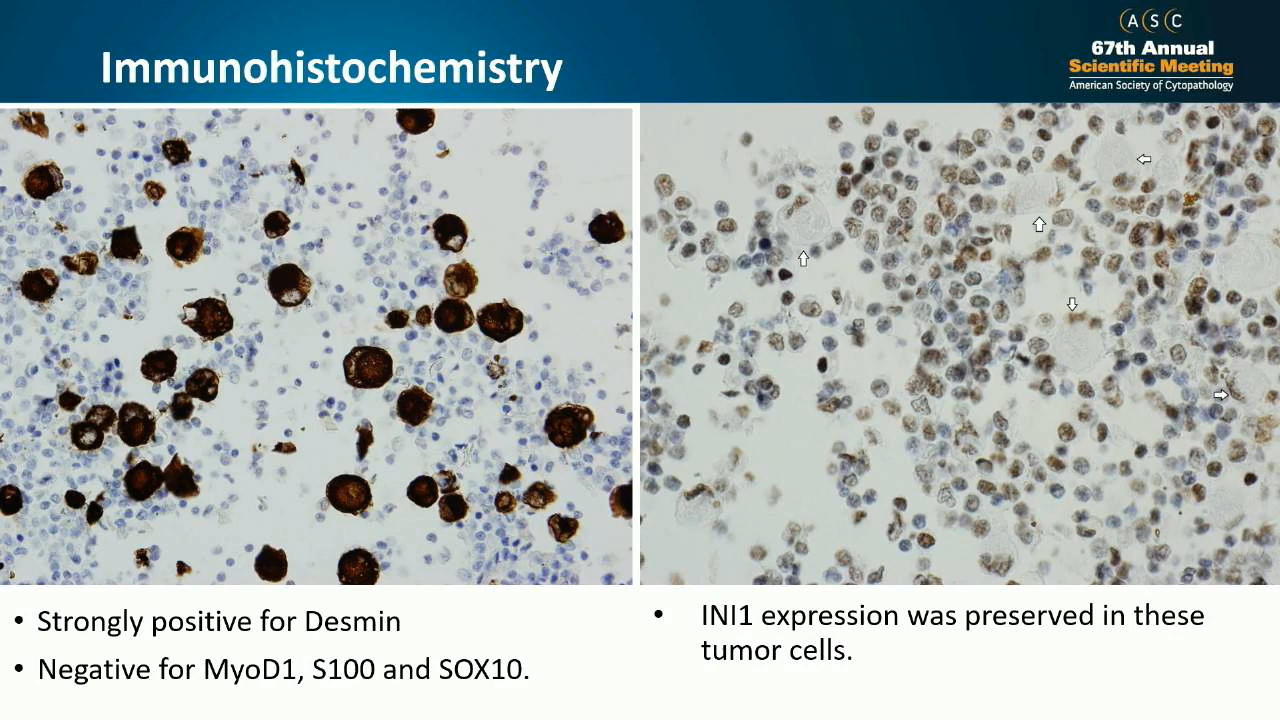 Immunohistochemistry
(A(S(C
67th Annual
Scientific Meeting
American Society of Cytopathology
• Strongly positive for Desmin
• Negative for MyoD1, S100 and SOX10.
• INI1 expression was preserved in these
tumor cells.